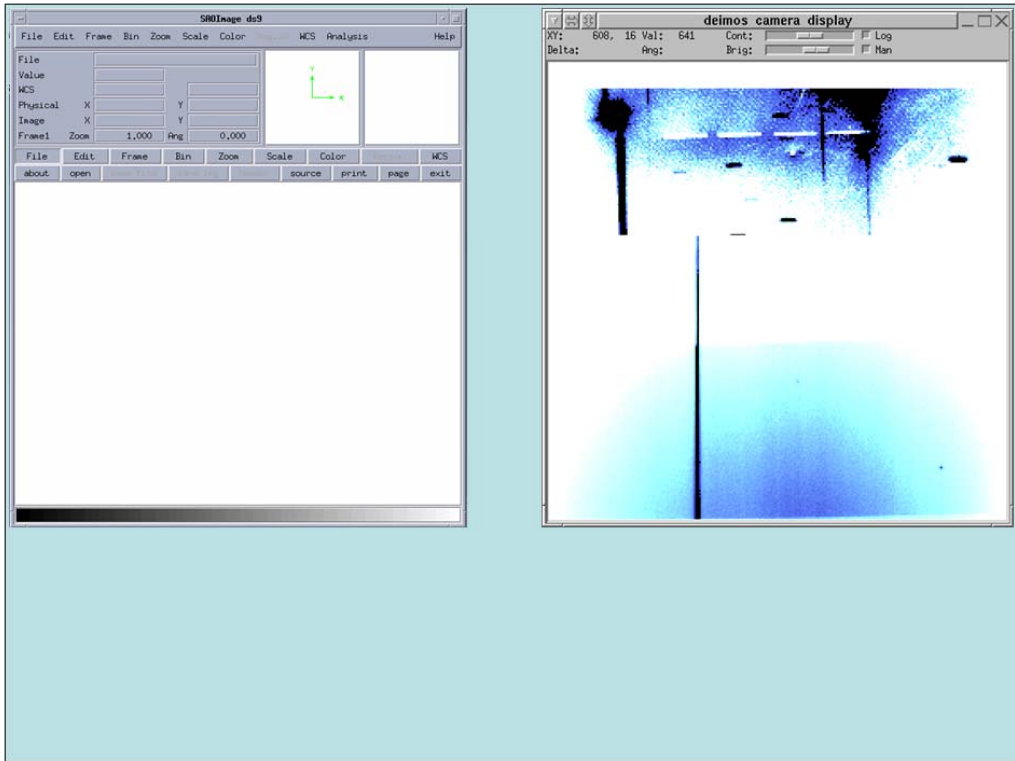 SAOImage ds9
File Edit Frame Bin Zoom Scale Color WCS Analysis Help
File
Value
WCS
Physical X Y
Image X Y
Frame1 Zoom 1,000 Ang 0,000
Y
X
File Edit Frame Bin Zoom Scale Color WCS
about open source print page exit
deimos camera display
XY: 608, 16 Val: 641 Cont: Log
Delta: Ang: Brig: Man